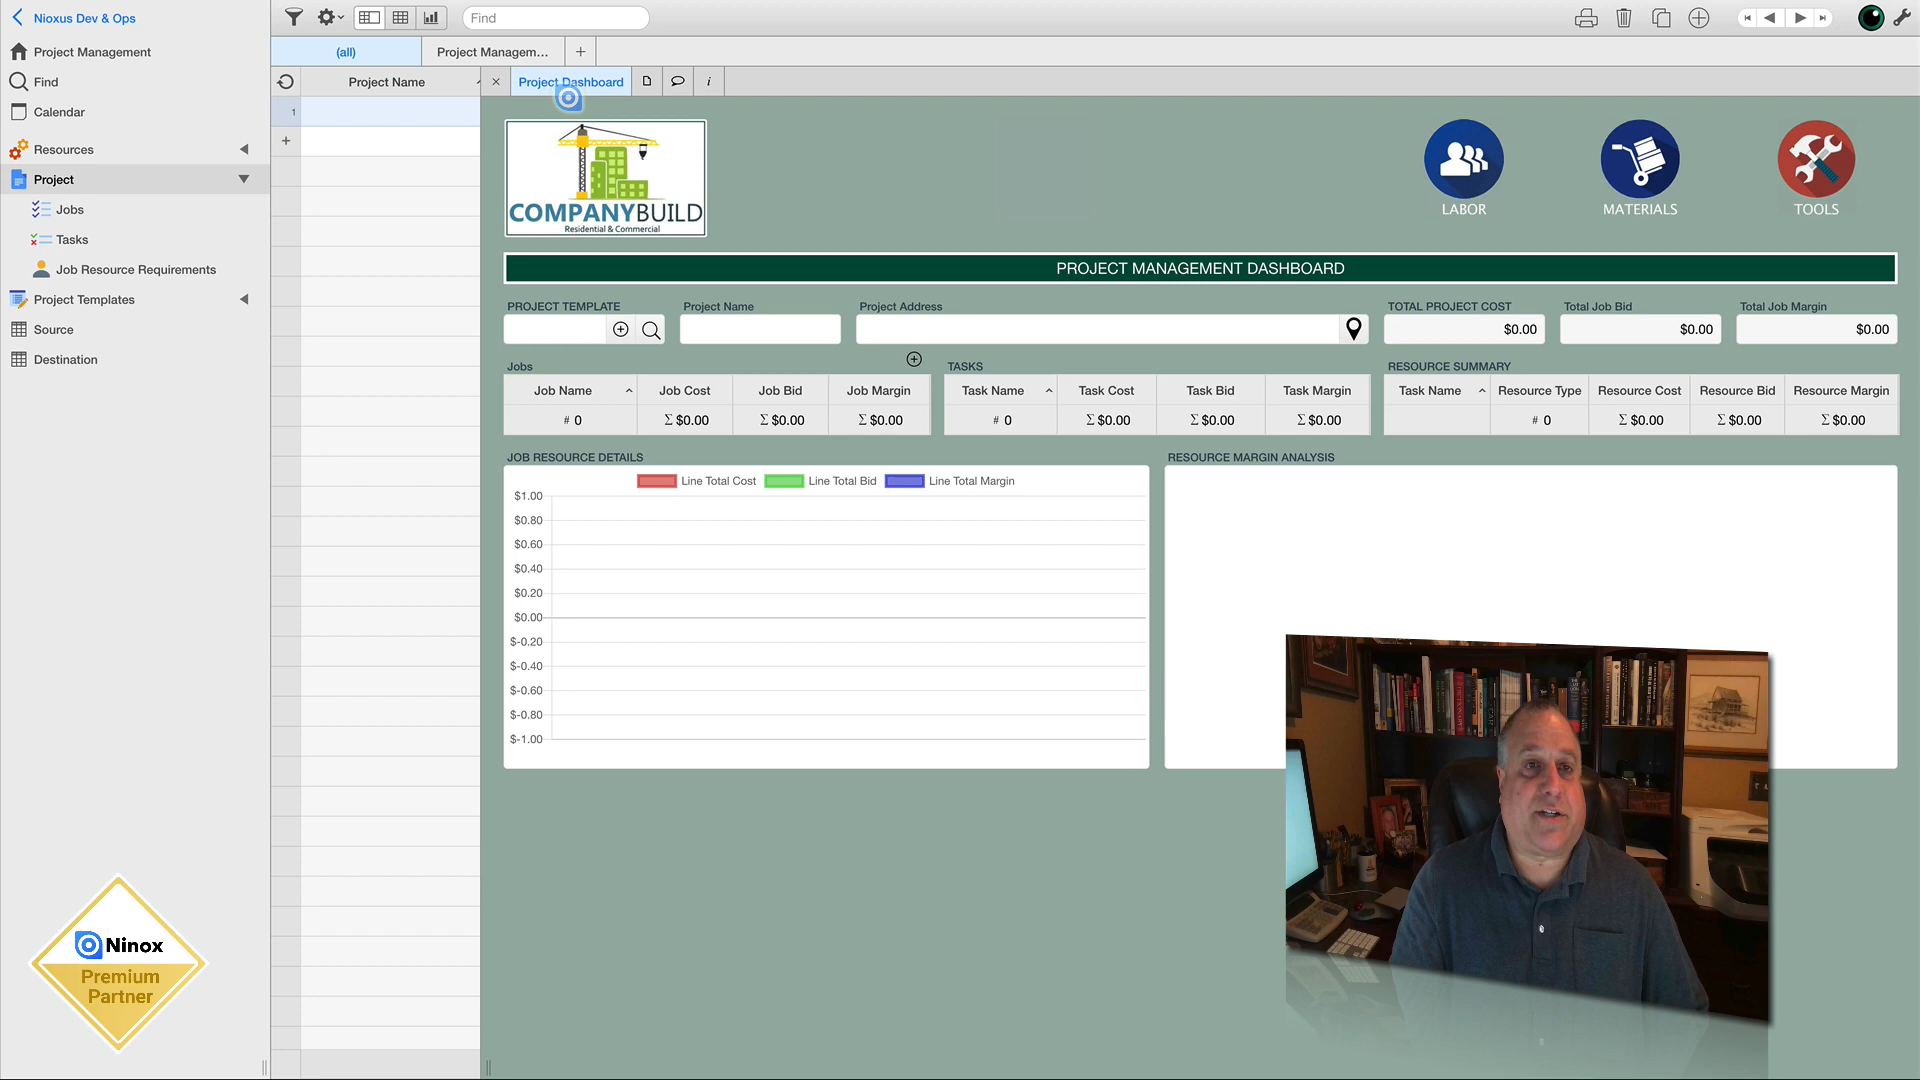 Nioxus Dev & Ops
Find
Project Management
Find
Calendar
Resources
Project
Jobs
Tasks
Job Resource Requirements
Project Templates
Source
Destination
(all)
Project Managem...
+
Project Name
Project Dashboard
i
1
+
COMPANYBUILD
Residential & Commercial
LABOR
MATERIALS
TOOLS
PROJECT MANAGEMENT DASHBOARD
PROJECT TEMPLATE
Project Name
Project Address
TOTAL PROJECT COST
Total Job Bid
Total Job Margin
$0.00
$0.00
$0.00
Jobs
Job Name
Job Cost
Job Bid
Job Margin
# 0
Σ $0.00
Σ $0.00
Σ $0.00
TASKS
Task Name
Task Cost
Task Bid
Task Margin
# 0
Σ $0.00
Σ $0.00
Σ $0.00
RESOURCE SUMMARY
Task Name
Resource Type
Resource Cost
Resource Bid
Resource Margin
# 0
Σ $0.00
Σ $0.00
Σ $0.00
JOB RESOURCE DETAILS
Line Total Cost
Line Total Bid
Line Total Margin
$1.00
$0.80
$0.60
$0.40
$0.20
$0.00
$-0.20
$-0.40
$-0.60
$-0.80
$-1.00
RESOURCE MARGIN ANALYSIS
Ninox
Premium
Partner